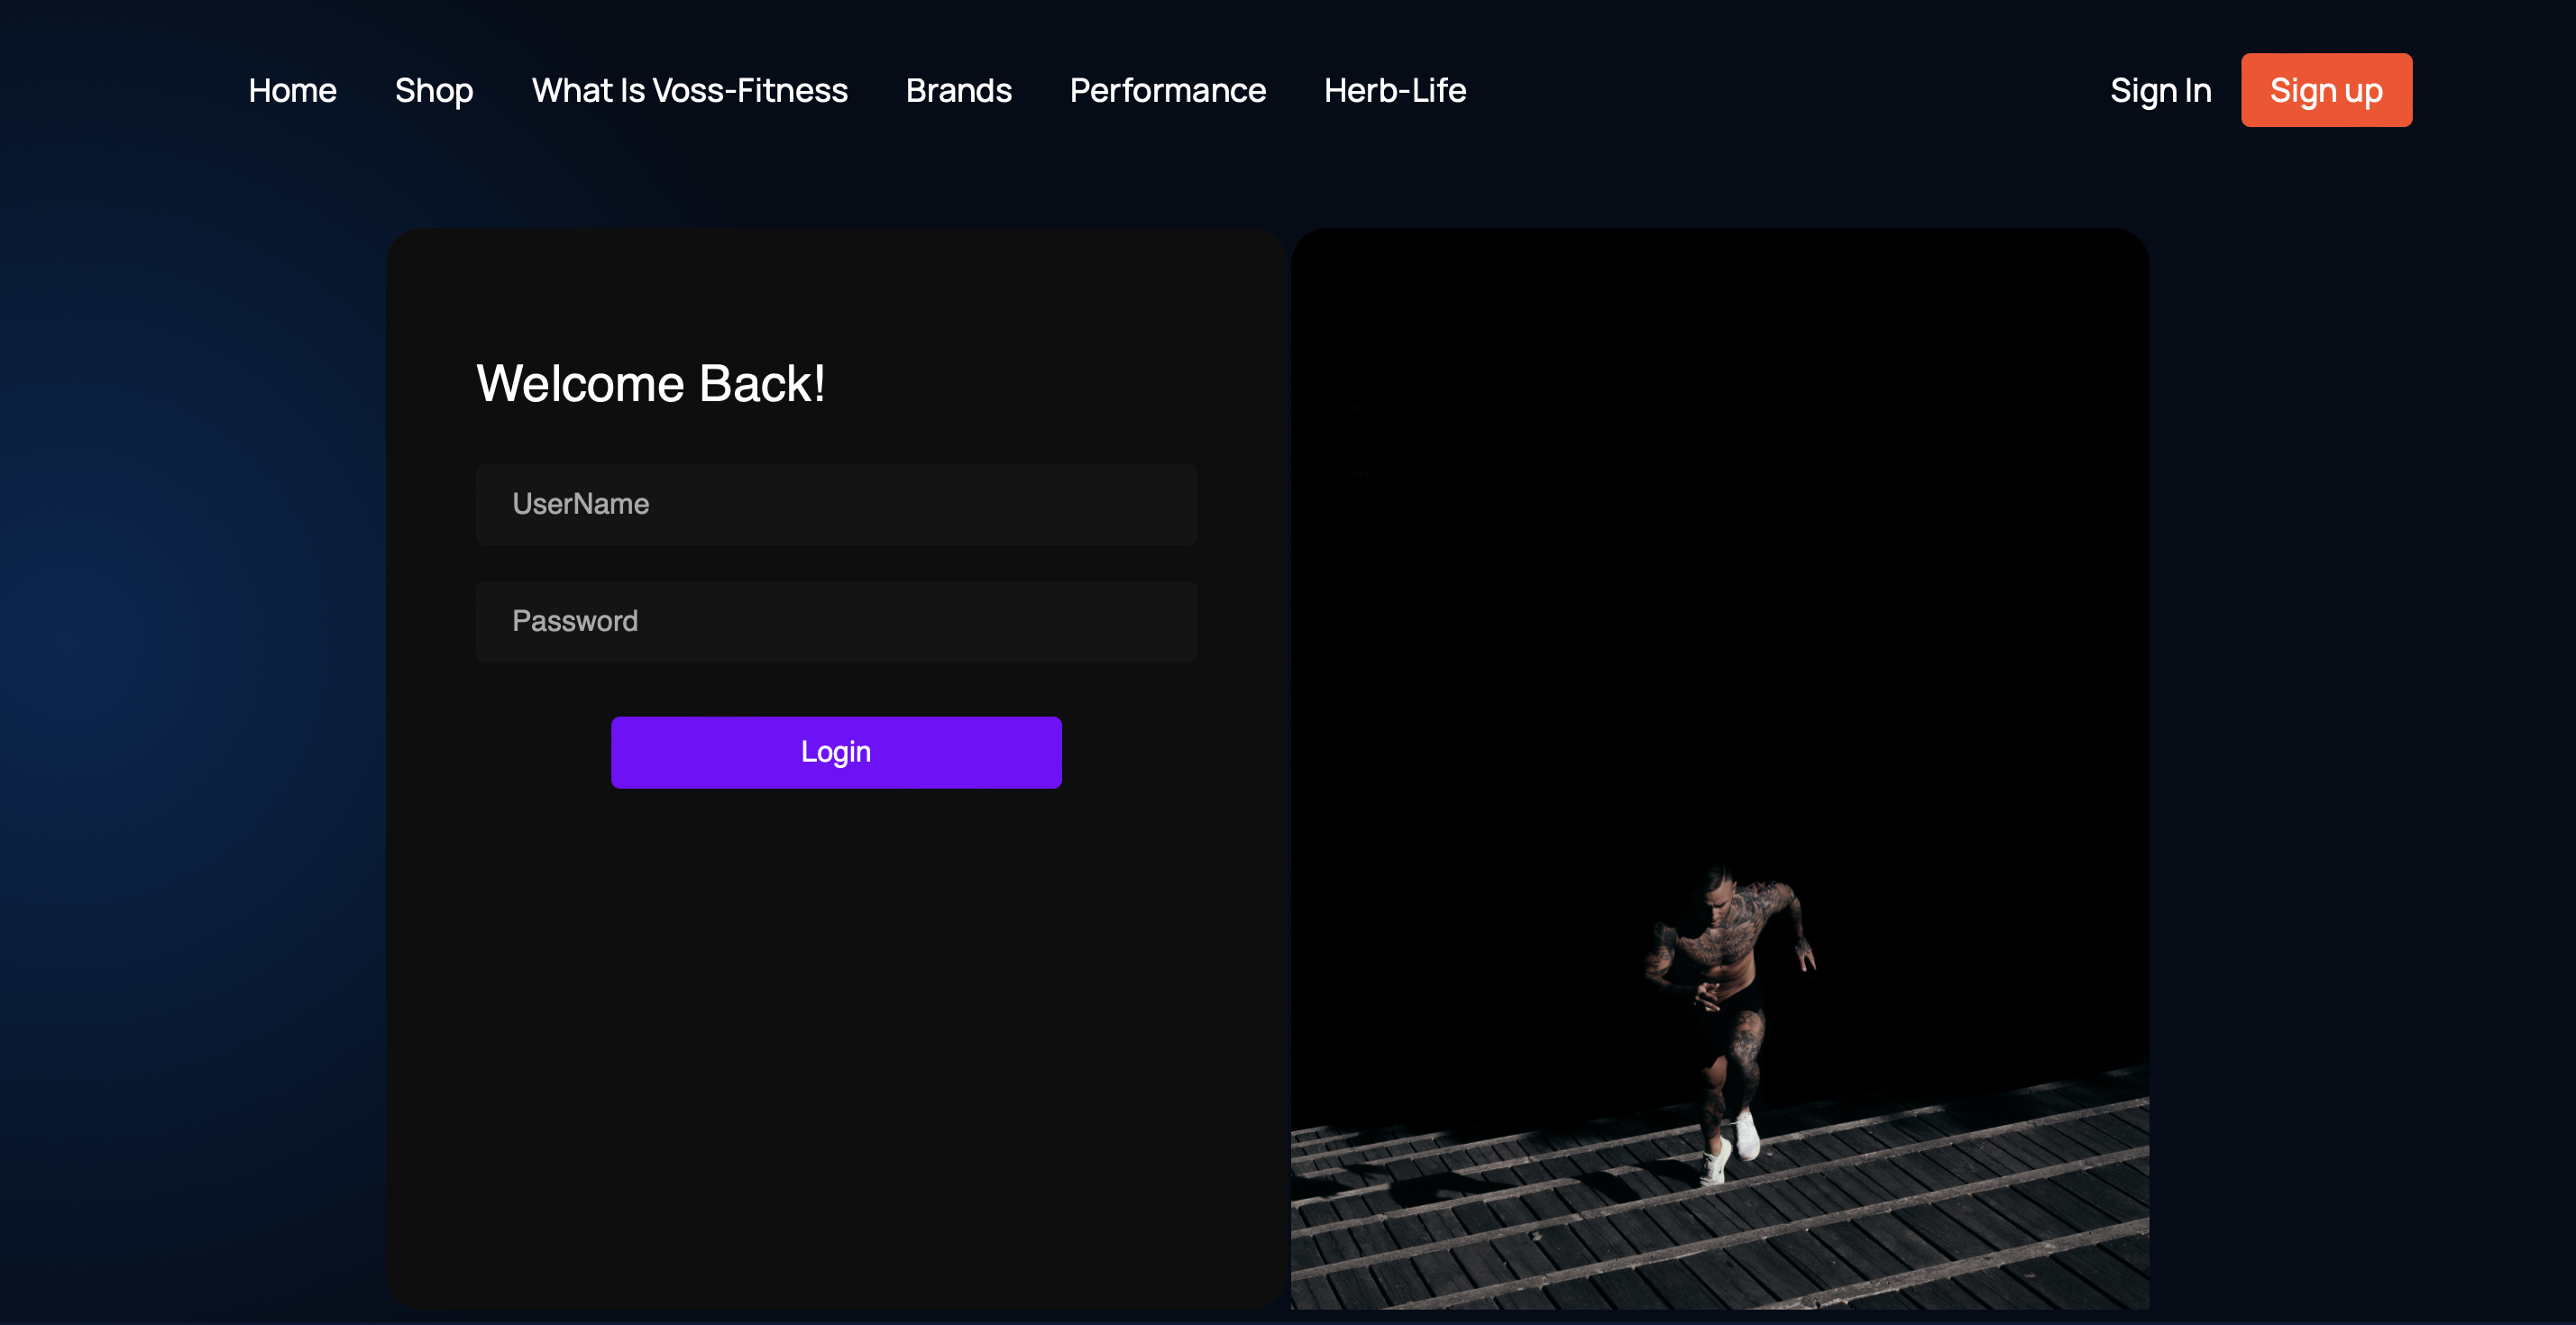 Home Shop What Is Voss-Fitness Brands Performance Herb-Life Sign In Sign up
Welcome Back!
UserName
Password
Login